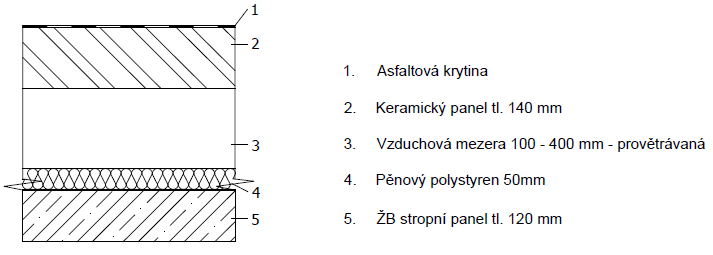 1
2
3
4
5
1. Asfaltová krytina
2. Keramický panel tl. 140 mm
3. Vzduchová mezera 100 - 400 mm - provětrávaná
4. Pěnový polystyren 50mm
5. ŽB stropní panel tl. 120 mm